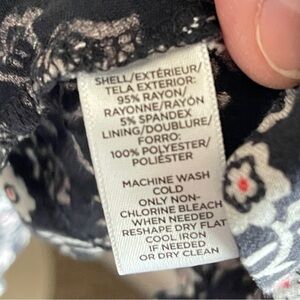 SHELL/EXTÉRIEUR/
TELA EXTERIOR:
95% RAYON/
RAYONNE/RAYÓN
5% SPANDEX
LINING/DOUBLURE/
FORRO:
100% POLYESTER/
POLIÉSTER
MACHINE WASH
COLD
ONLY NON-
CHLORINE BLEACH
WHEN NEEDED
RESHAPE DRY FLAT
COOL IRON
IF NEEDED
OR DRY CLEAN